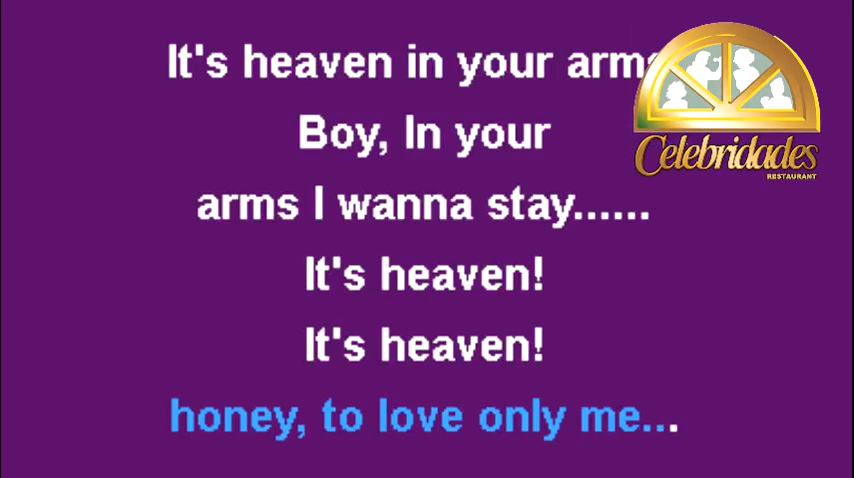 It's heaven in your arms
Boy, In your
arms I wanna stay......
It's heaven!
It's heaven!
honey, to love only me...
Celebridades
RESTAURANT